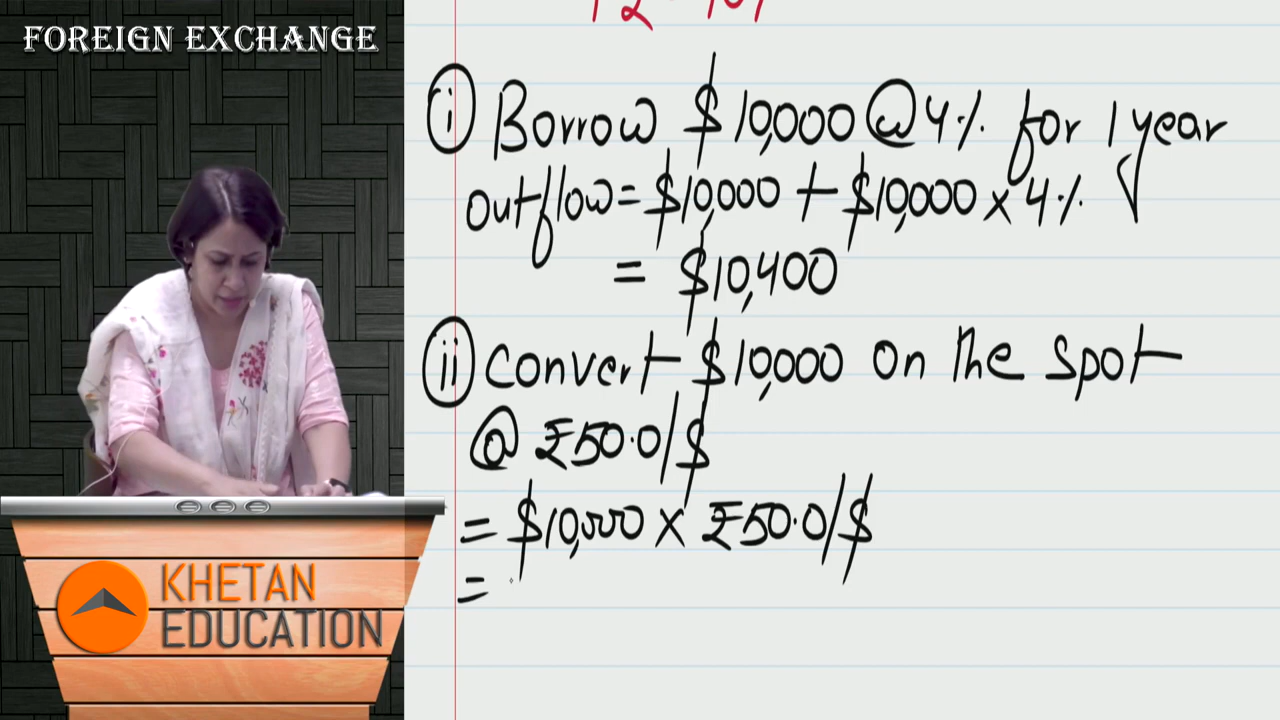 FOREIGN EXCHANGE
(i) Borrow $10,000 @ 4% for 1 year
outflow = $10,000 + $10,000 x 4%
= $10,400
(ii) convert $10,000 on the spot
@ ₹50.0/$
= $10,000 x ₹50.0/$
=
KHETAN
EDUCATION